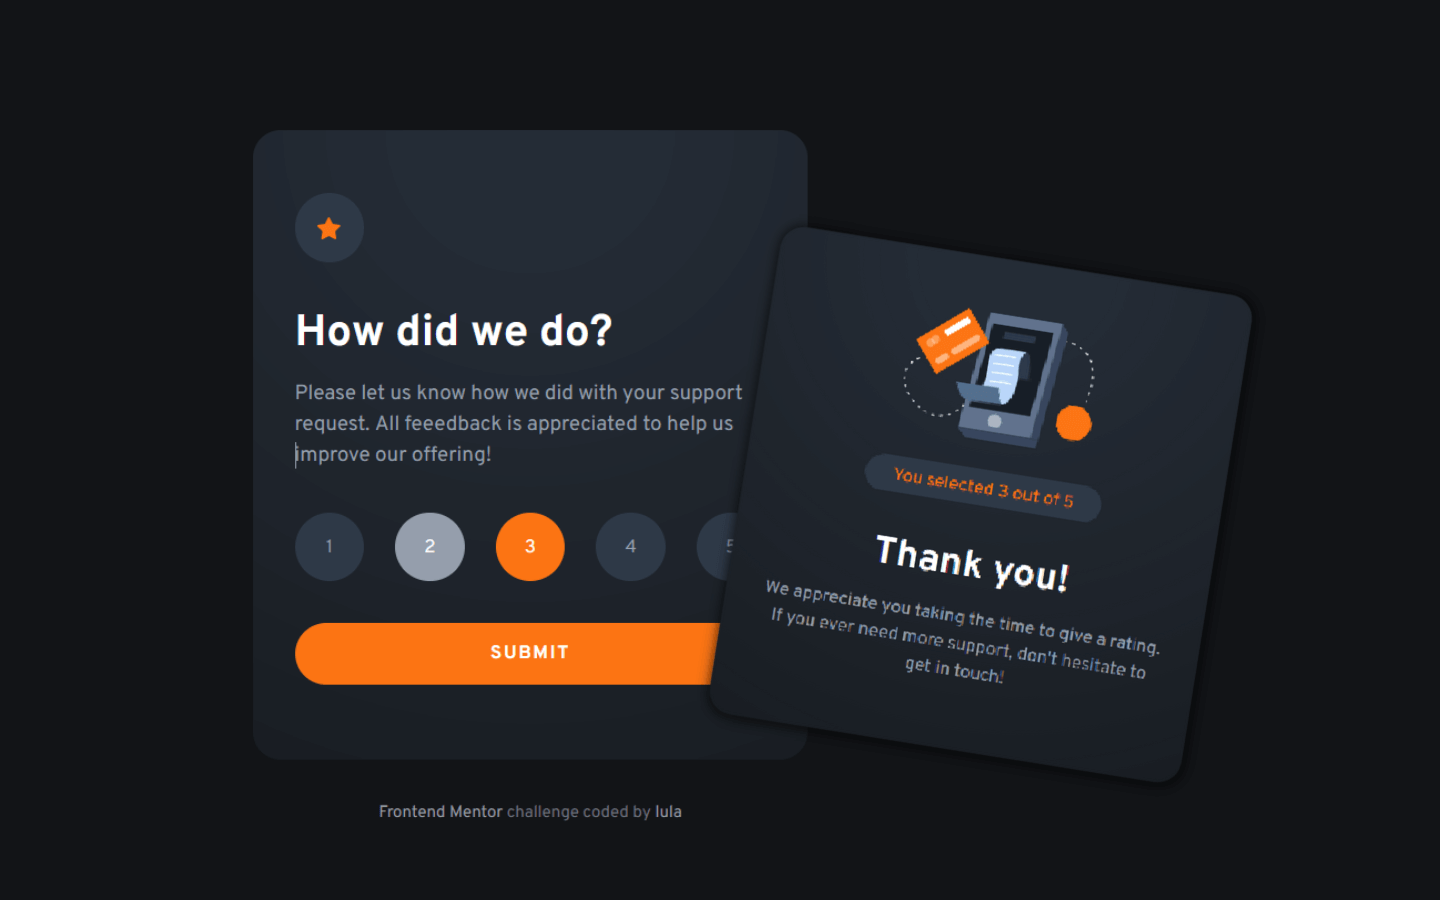 How did we do?
Please let us know how we did with your support
request. All feeedback is appreciated to help us
improve our offering!
1 2 3 4 5
SUBMIT
You selected 3 out of 5
Thank you!
We appreciate you taking the time to give a rating.
If you ever need more support, don't hesitate to
get in touch!
Frontend Mentor challenge coded by lula